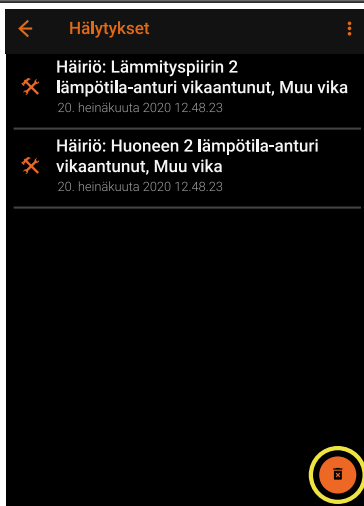 Hälytykset
Häiriö: Lämmityspiirin 2
lämpötila-anturi vikaantunut, Muu vika
20. heinäkuuta 2020 12.48.23
Häiriö: Huoneen 2 lämpötila-anturi
vikaantunut, Muu vika
20. heinäkuuta 2020 12.48.23